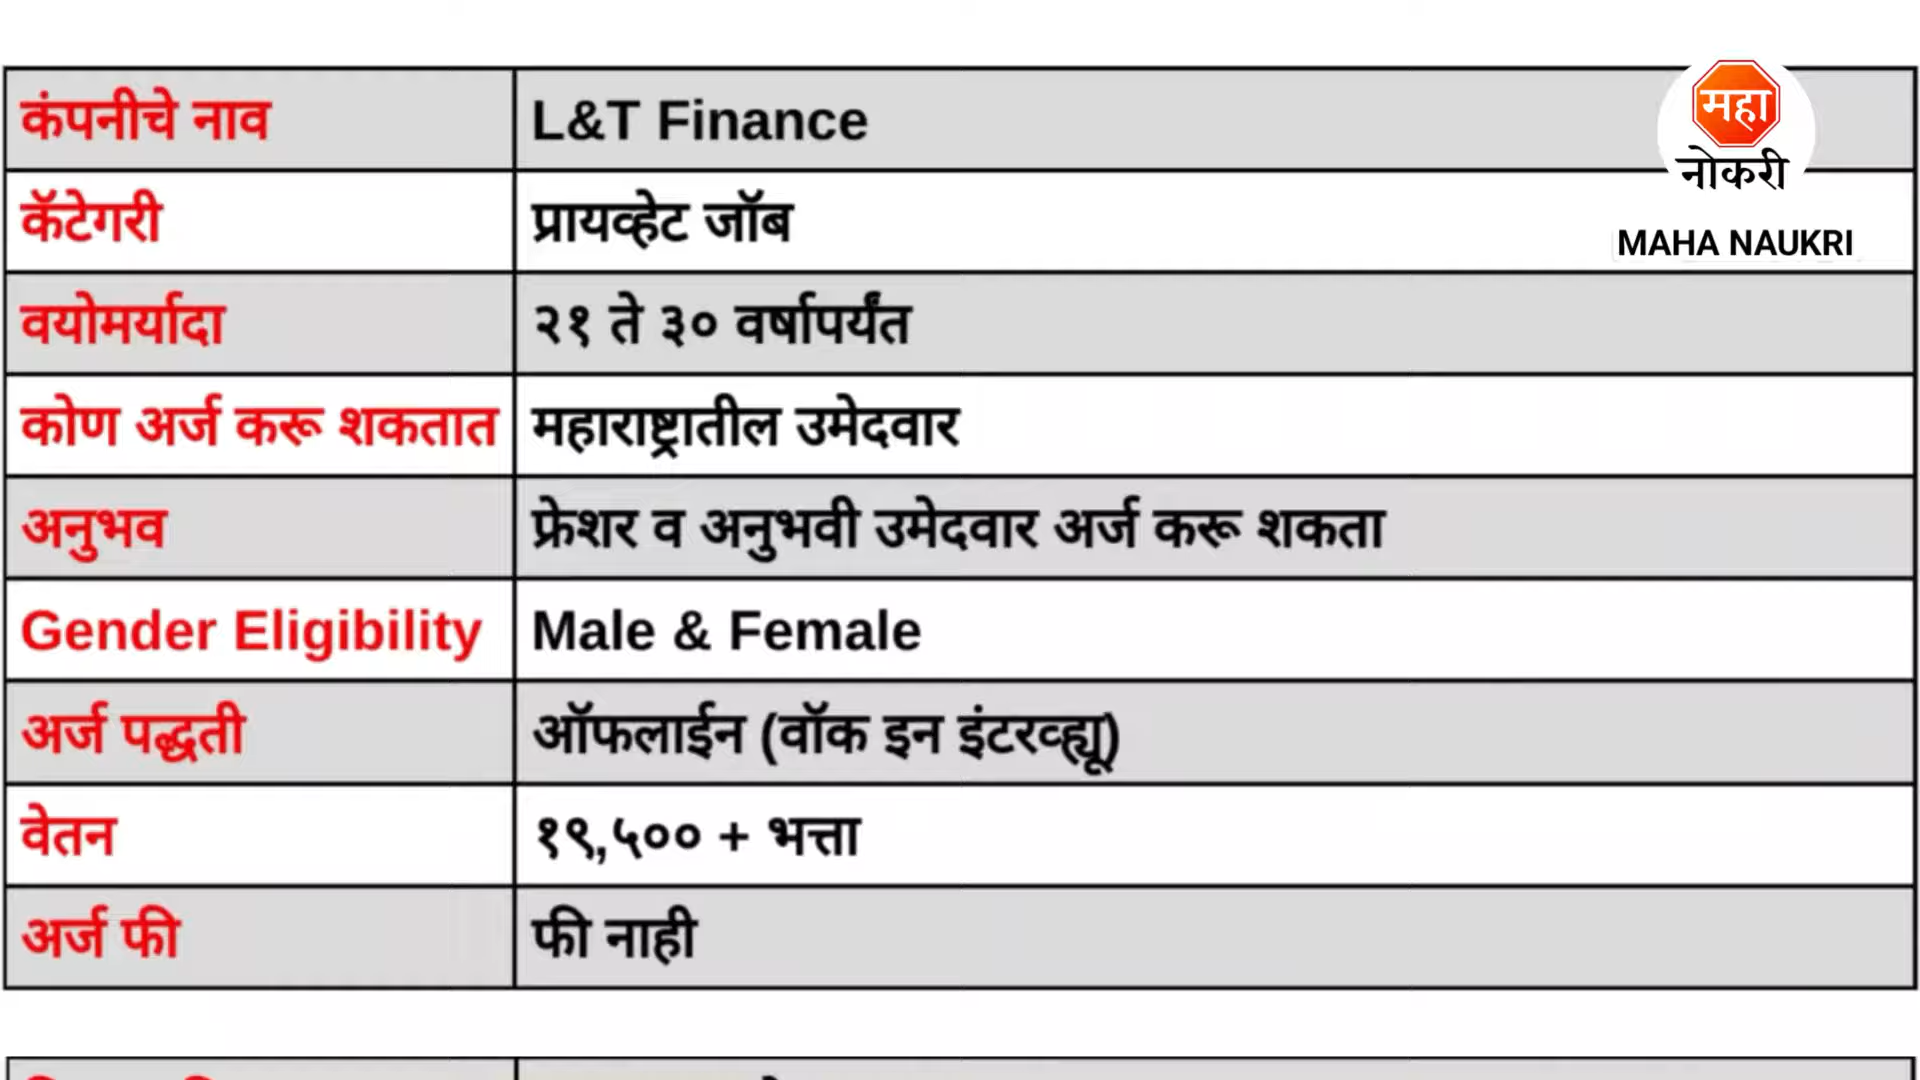 कंपनीचे नाव L&T Finance
महा
नोकरी
MAHA NAUKRI
कॅटेगरी प्रायव्हेट जॉब
वयोमर्यादा २१ ते ३० वर्षापर्यंत
कोण अर्ज करू शकतात महाराष्ट्रातील उमेदवार
अनुभव फ्रेशर व अनुभवी उमेदवार अर्ज करू शकता
Gender Eligibility Male & Female
अर्ज पद्धती ऑफलाईन (वॉक इन इंटरव्ह्यू)
वेतन १९,५०० + भत्ता
अर्ज फी फी नाही